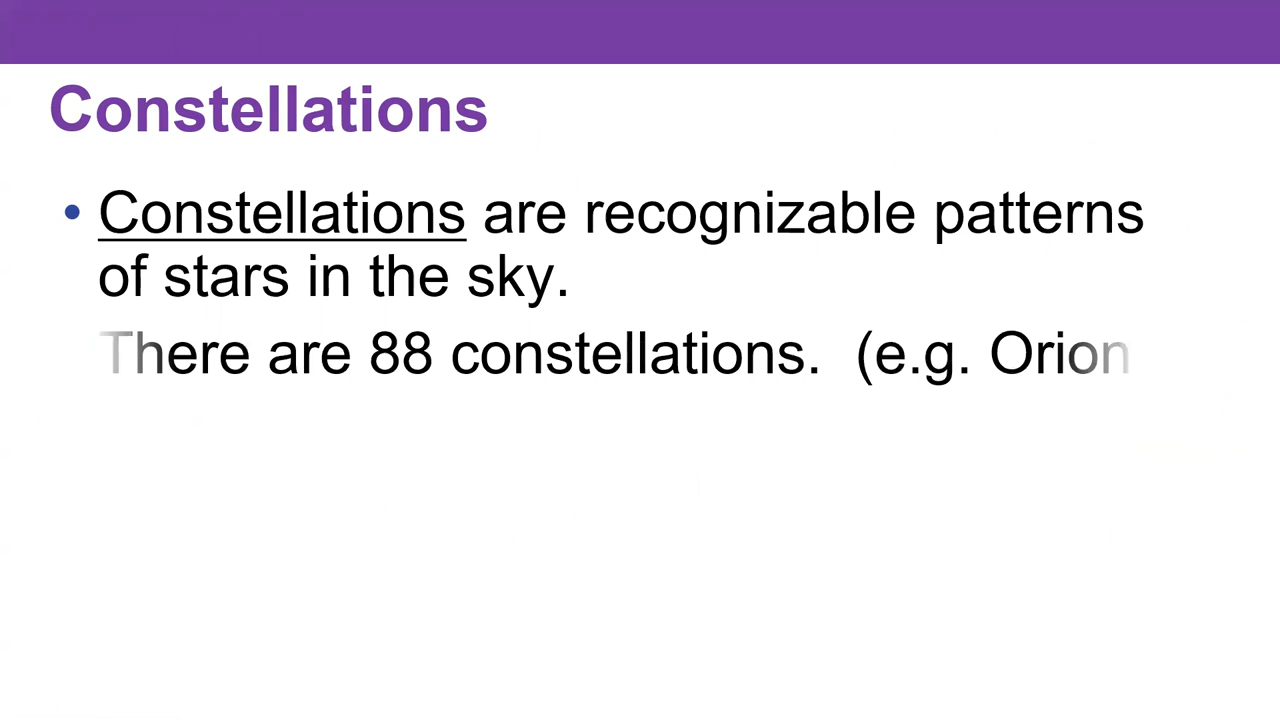 Constellations
• Constellations are recognizable patterns
of stars in the sky.
There are 88 constellations.  (e.g. Orion